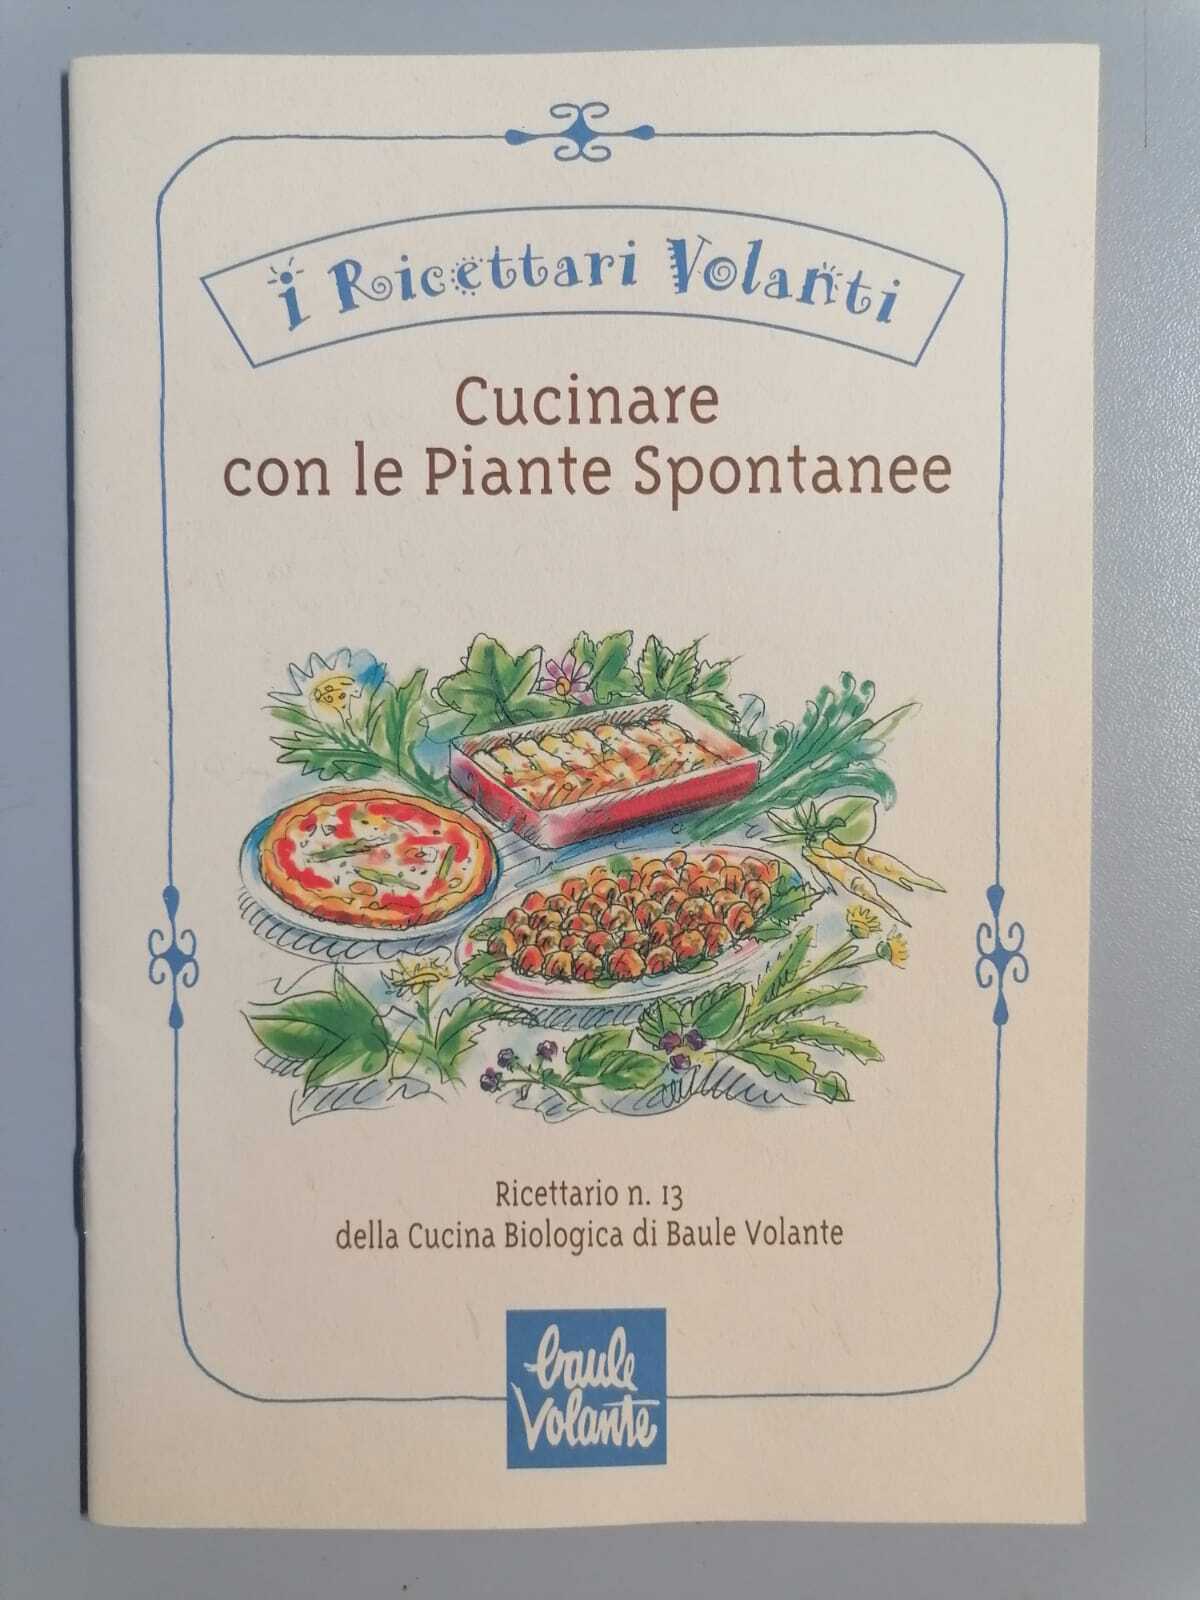 i Ricettari Volanti
Cucinare
con le Piante Spontanee
Ricettario n. 13
della Cucina Biologica di Baule Volante
baule
Volante